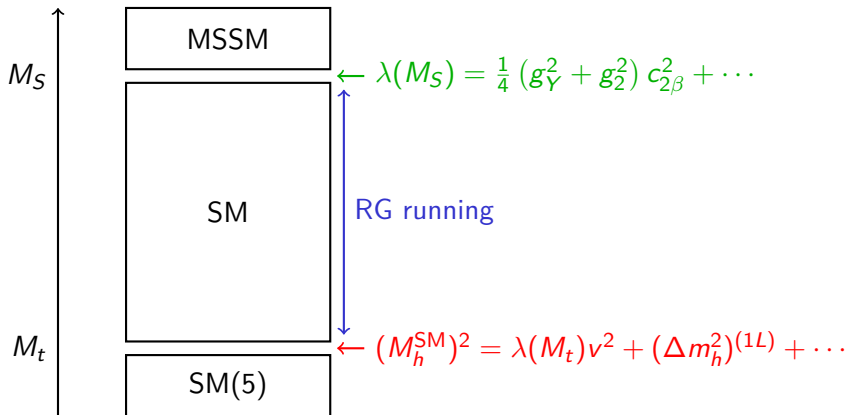 MSSM
M_S
← λ(M_S) = 1/4 (g_Y^2 + g_2^2) c_{2β}^2 + ···
SM
RG running
M_t
← (M_h^{SM})^2 = λ(M_t)v^2 + (Δm_h^2)^{(1L)} + ···
SM(5)